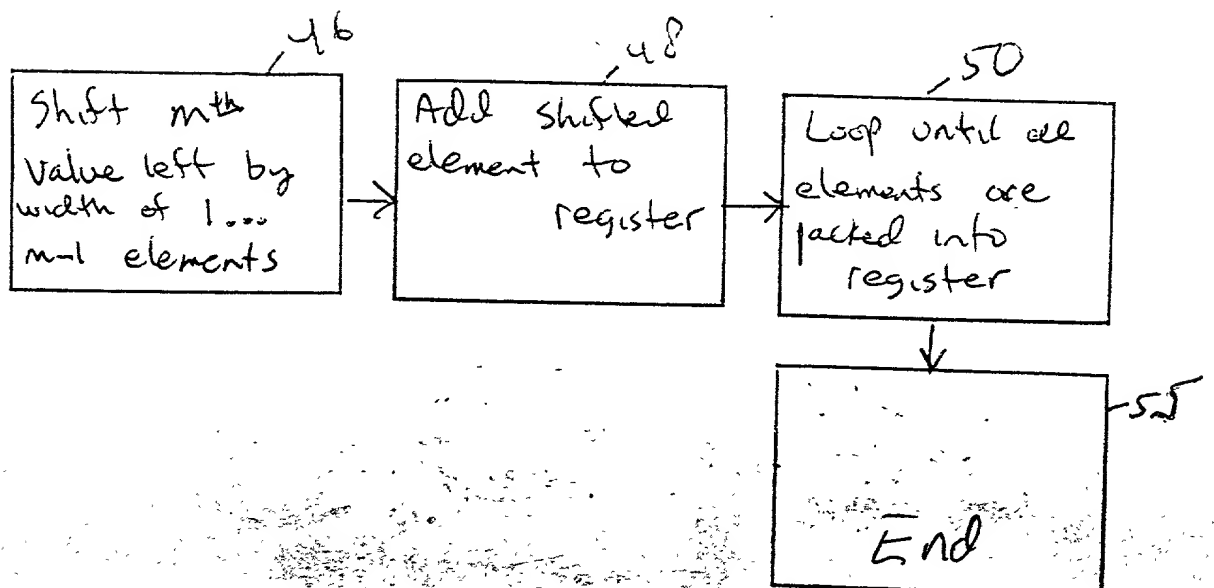 46
Shift mth
Value left by
width of 1...
m-1 elements
48
Add shifted
element to
register
50
Loop until all
elements are
packed into
register
55
End